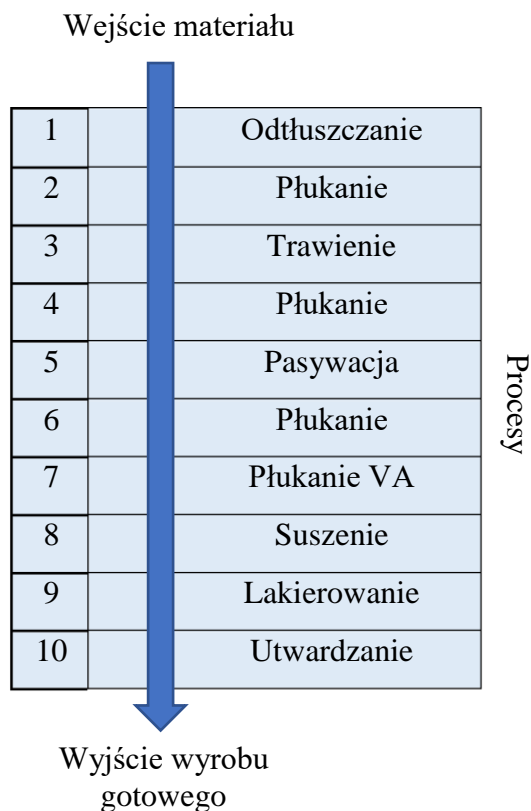 Wejście materiału
1 Odtłuszczanie
2 Płukanie
3 Trawienie
4 Płukanie
5 Pasywacja
6 Płukanie
7 Płukanie VA
8 Suszenie
9 Lakierowanie
10 Utwardzanie
Procesy
Wyjście wyrobu
gotowego